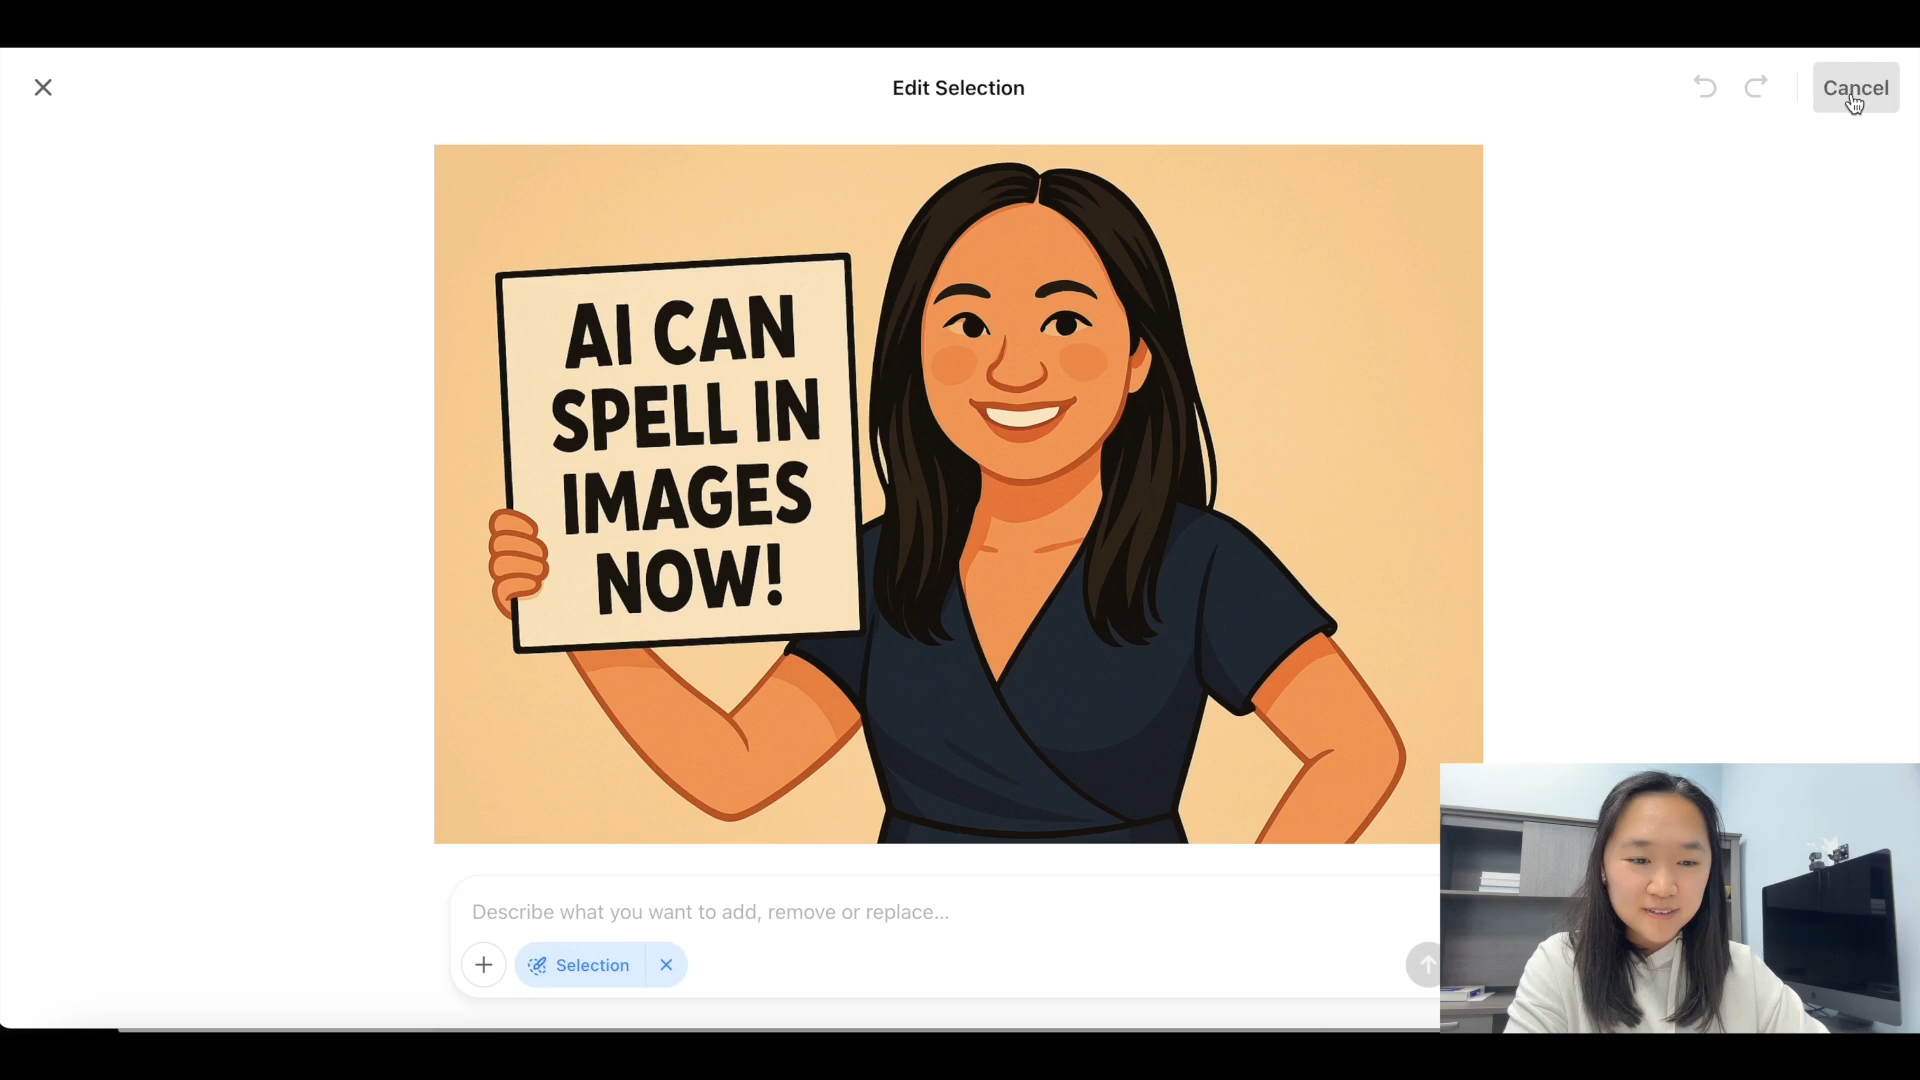 Edit Selection
Cancel
AI CAN
SPELL IN
IMAGES
NOW!
Describe what you want to add, remove or replace...
Selection